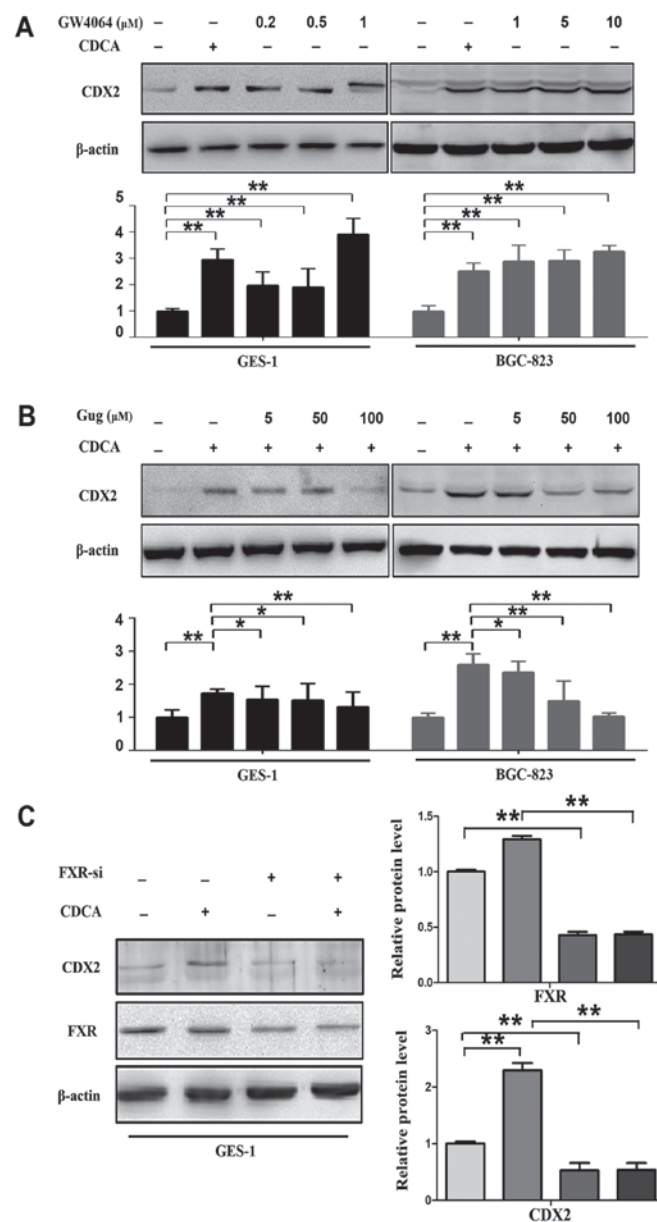 A
GW4064 (μM) – – 0.2 0.5 1 – – 1 5 10
CDCA – + – – – – + – – –
CDX2
β-actin
** ** ** ** ** ** ** **
5
4
3
2
1
0
GES-1 BGC-823
B
Gug (μM) – – 5 50 100 – – 5 50 100
CDCA – + + + + – + + + +
CDX2
β-actin
** * * ** ** * ** **
4
3
2
1
0
GES-1 BGC-823
C
FXR-si – – + +
CDCA – + – +
CDX2
FXR
β-actin
GES-1
Relative protein level
1.5
1.0
0.5
0.0
** **
FXR
Relative protein level
3
2
1
0
** ** **
CDX2